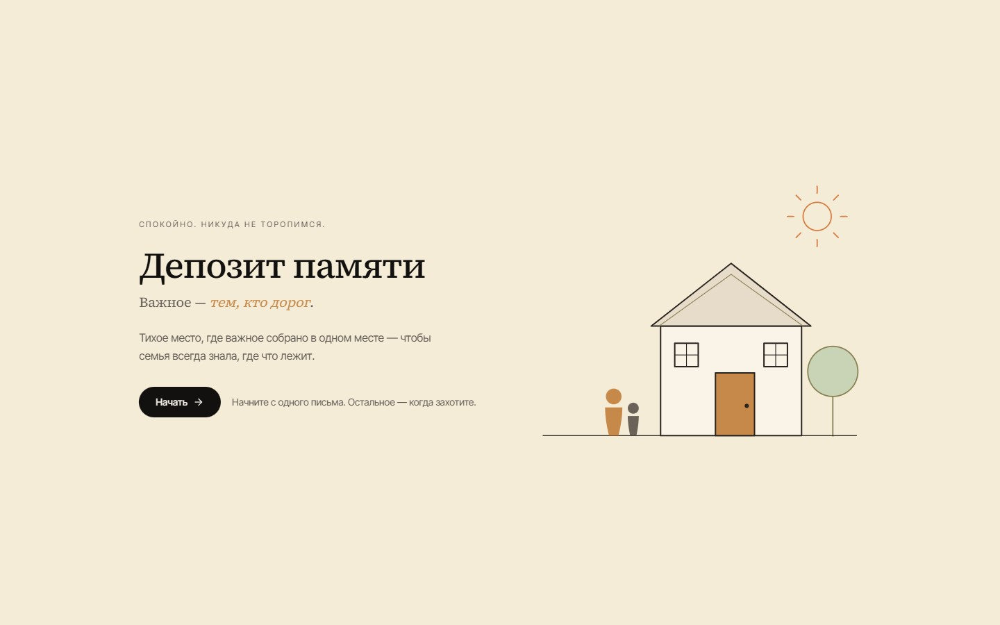 СПОКОЙНО. НИКУДА НЕ ТОРОПИМСЯ.
Депозит памяти
Важное — тем, кто дорог.
Тихое место, где важное собрано в одном месте — чтобы
семья всегда знала, где что лежит.
Начать → Начните с одного письма. Остальное — когда захотите.